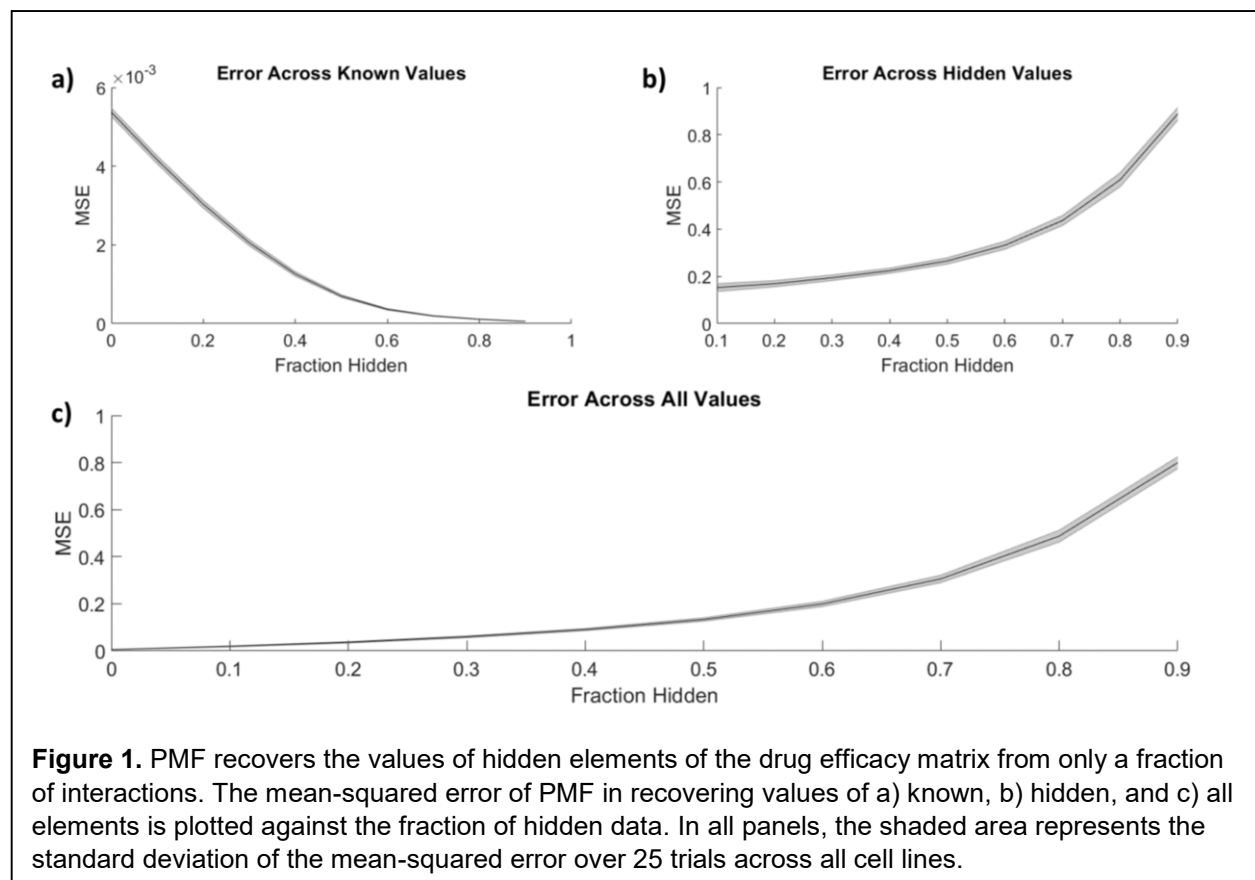 a)
×10⁻³
Error Across Known Values
6
4
2
0
MSE
0 0.2 0.4 0.6 0.8 1
Fraction Hidden
b)
Error Across Hidden Values
1
0.8
0.6
0.4
0.2
0
MSE
0.1 0.2 0.3 0.4 0.5 0.6 0.7 0.8 0.9
Fraction Hidden
c)
Error Across All Values
1
0.8
0.6
0.4
0.2
0
MSE
0 0.1 0.2 0.3 0.4 0.5 0.6 0.7 0.8 0.9
Fraction Hidden
Figure 1. PMF recovers the values of hidden elements of the drug efficacy matrix from only a fraction
of interactions. The mean-squared error of PMF in recovering values of a) known, b) hidden, and c) all
elements is plotted against the fraction of hidden data. In all panels, the shaded area represents the
standard deviation of the mean-squared error over 25 trials across all cell lines.